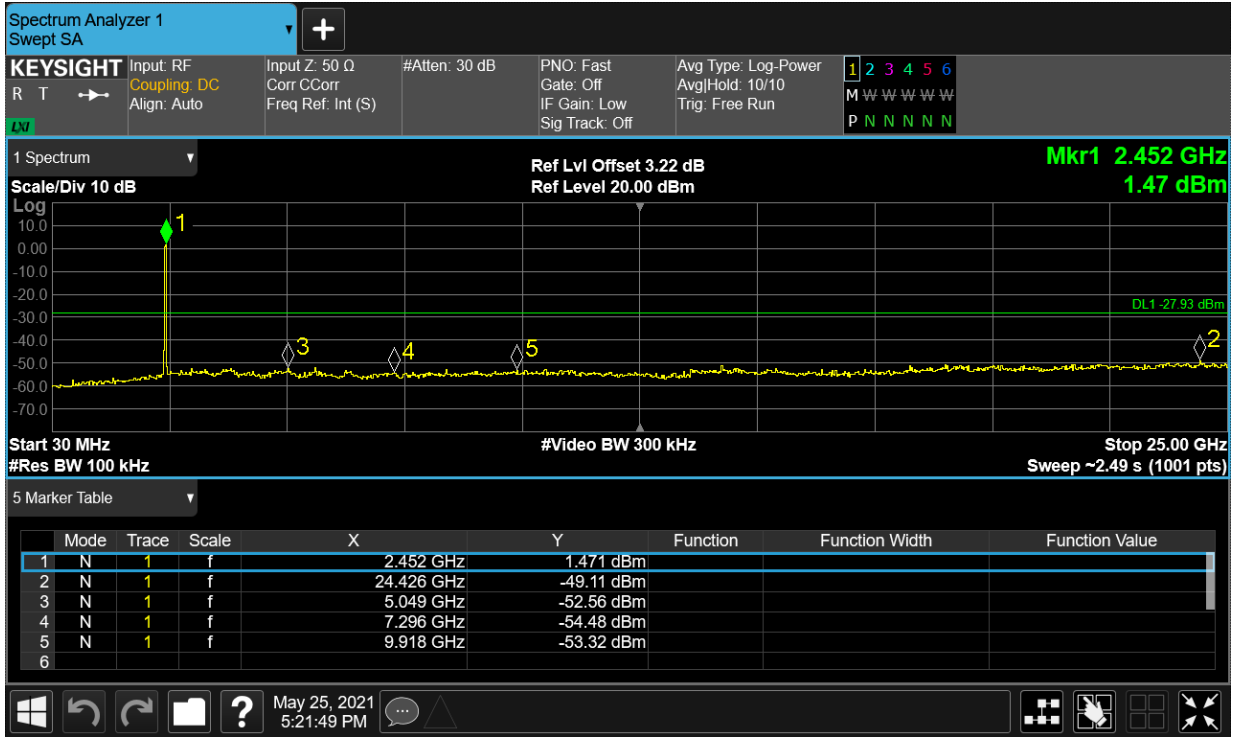 Spectrum Analyzer 1
Swept SA
KEYSIGHT
R T
LXI
Input: RF
Coupling: DC
Align: Auto
Input Z: 50 Ω
Corr CCorr
Freq Ref: Int (S)
#Atten: 30 dB
PNO: Fast
Gate: Off
IF Gain: Low
Sig Track: Off
Avg Type: Log-Power
Avg|Hold: 10/10
Trig: Free Run
1 2 3 4 5 6
M W W W W W
P N N N N N
1 Spectrum
Scale/Div 10 dB
Ref Lvl Offset 3.22 dB
Ref Level 20.00 dBm
Mkr1 2.452 GHz
1.47 dBm
Log
10.0
0.00
-10.0
-20.0
-30.0
-40.0
-50.0
-60.0
-70.0
1
DL1 -27.93 dBm
3
4
5
2
Start 30 MHz
#Res BW 100 kHz
#Video BW 300 kHz
Stop 25.00 GHz
Sweep ~2.49 s (1001 pts)
5 Marker Table
Mode Trace Scale X Y Function Function Width Function Value
1 N 1 f 2.452 GHz 1.471 dBm
2 N 1 f 24.426 GHz -49.11 dBm
3 N 1 f 5.049 GHz -52.56 dBm
4 N 1 f 7.296 GHz -54.48 dBm
5 N 1 f 9.918 GHz -53.32 dBm
6
?
May 25, 2021
5:21:49 PM